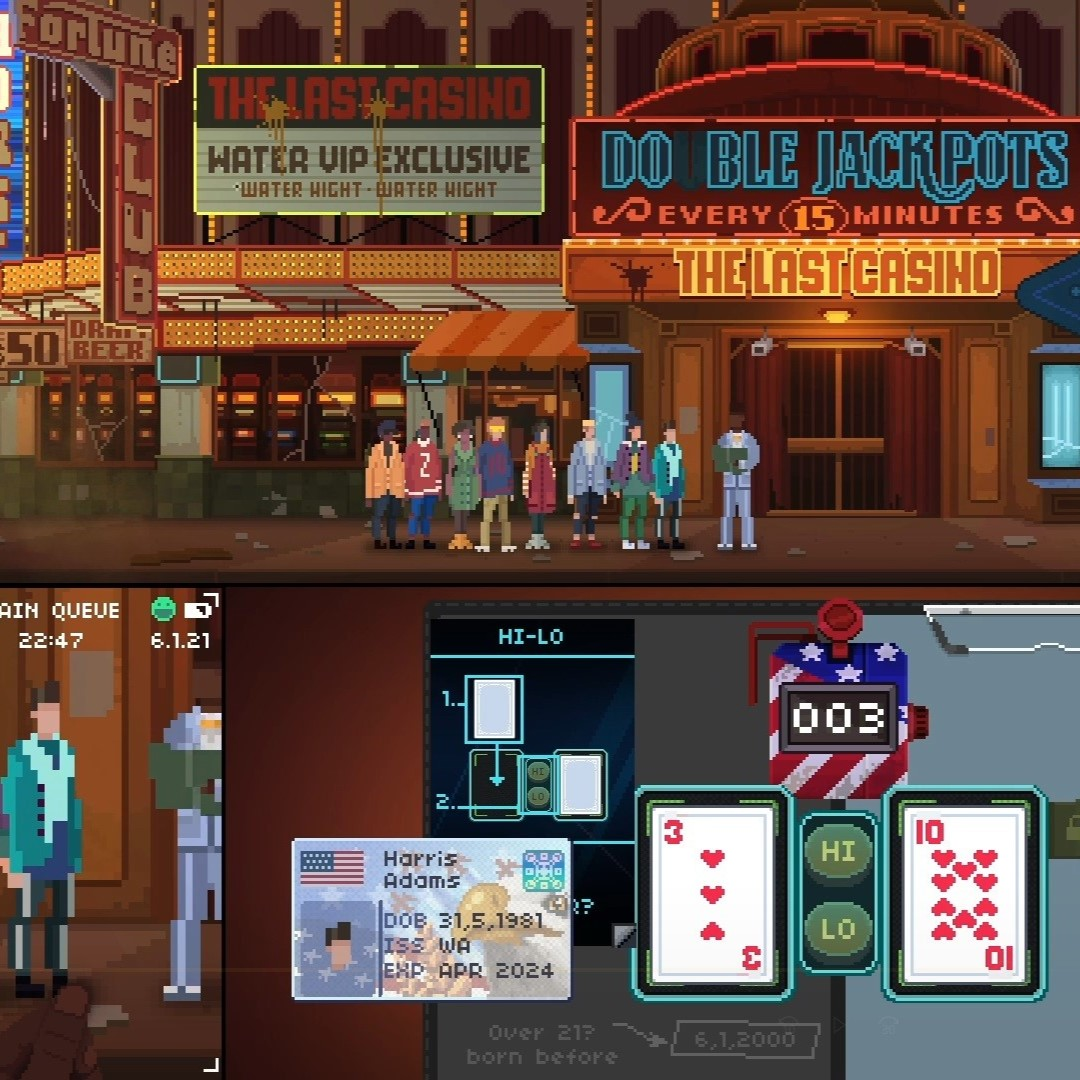 Fortune
CLUB
$50
DRAFT
BEER
THE LAST CASINO
WATER VIP EXCLUSIVE
WATER NIGHT · WATER NIGHT
DOUBLE JACKPOTS
EVERY 15 MINUTES
THE LAST CASINO
2
AIN QUEUE
22:47
6.1.21
HI-LO
1.
HI
LO
2.
R?
003
Harris
Adams
DOB 31,5,1981
ISS WA
EXP APR 2024
3
3
HI
LO
10
10
Over 21?
born before
6,1,2000